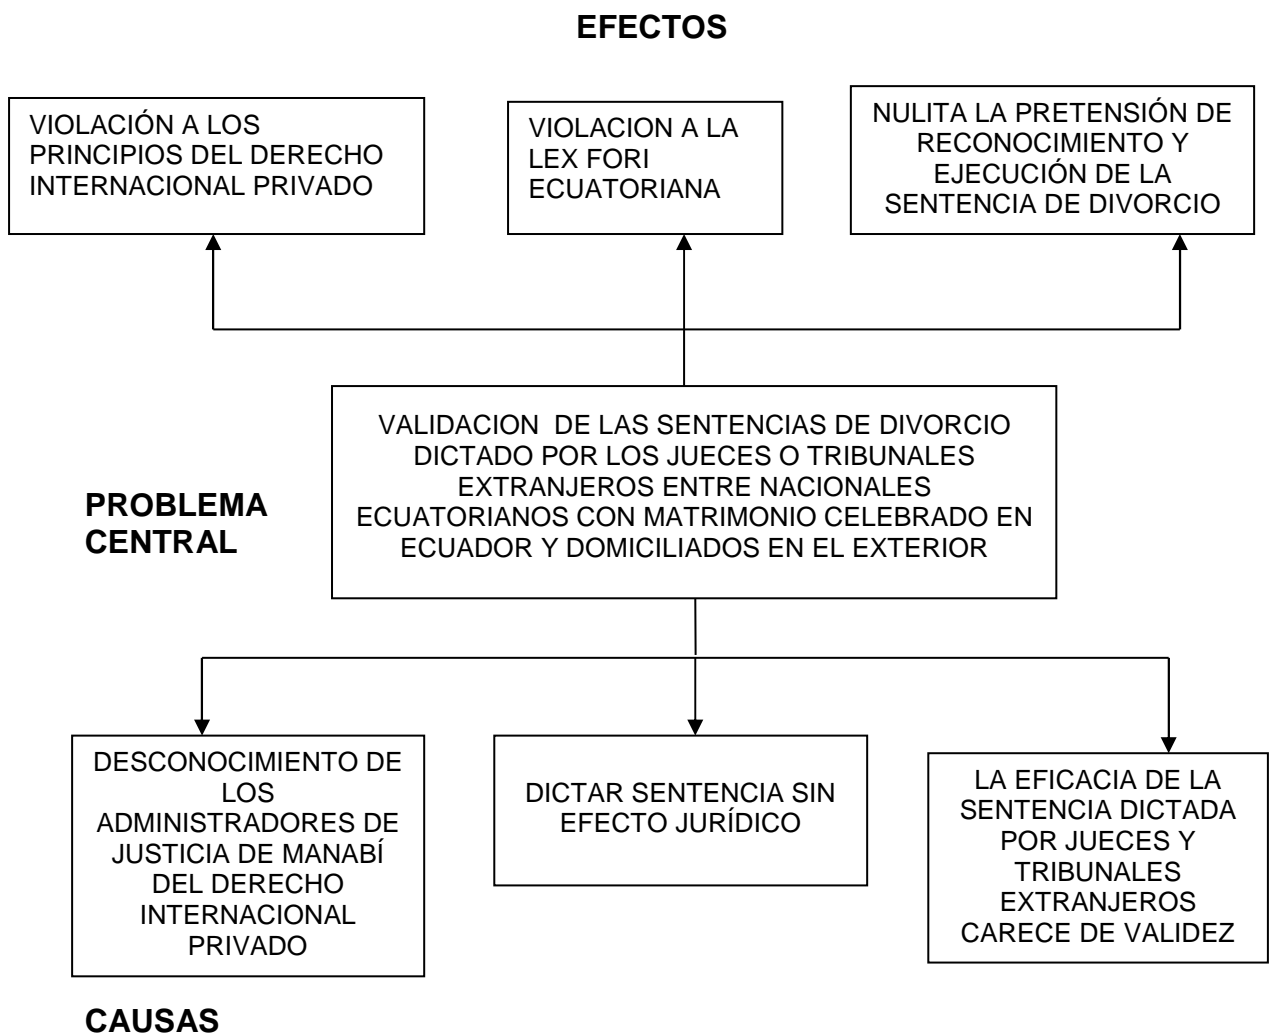 EFECTOS
VIOLACIÓN A LOS
PRINCIPIOS DEL DERECHO
INTERNACIONAL PRIVADO
VIOLACION A LA
LEX FORI
ECUATORIANA
NULITA LA PRETENSIÓN DE
RECONOCIMIENTO Y
EJECUCIÓN DE LA
SENTENCIA DE DIVORCIO
PROBLEMA
CENTRAL
VALIDACION  DE LAS SENTENCIAS DE DIVORCIO
DICTADO POR LOS JUECES O TRIBUNALES
EXTRANJEROS ENTRE NACIONALES
ECUATORIANOS CON MATRIMONIO CELEBRADO EN
ECUADOR Y DOMICILIADOS EN EL EXTERIOR
DESCONOCIMIENTO DE
LOS
ADMINISTRADORES DE
JUSTICIA DE MANABÍ
DEL DERECHO
INTERNACIONAL
PRIVADO
DICTAR SENTENCIA SIN
EFECTO JURÍDICO
LA EFICACIA DE LA
SENTENCIA DICTADA
POR JUECES Y
TRIBUNALES
EXTRANJEROS
CARECE DE VALIDEZ
CAUSAS